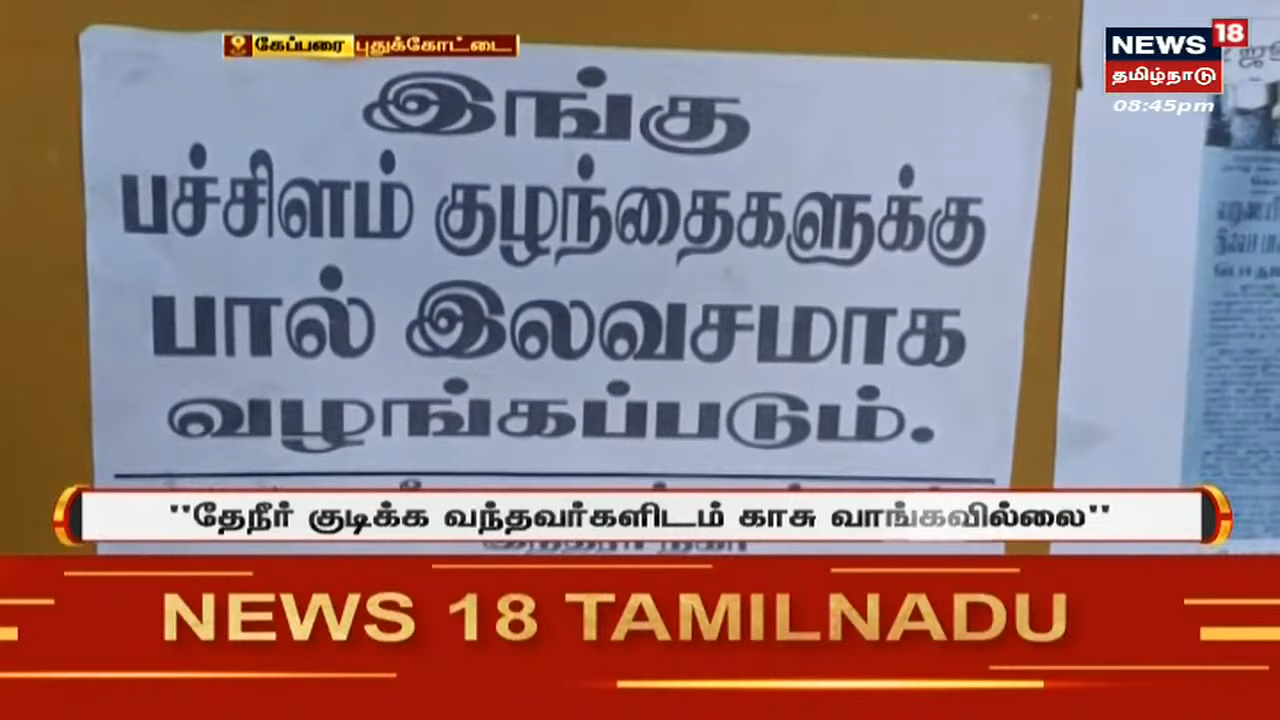 கேப்பரை புதுக்கோட்டை
NEWS 18
தமிழ்நாடு
08:45pm
இங்கு
பச்சிளம் குழந்தைகளுக்கு
பால் இலவசமாக
வழங்கப்படும்.
"தேநீர் குடிக்க வந்தவர்களிடம் காசு வாங்கவில்லை"
NEWS 18 TAMILNADU